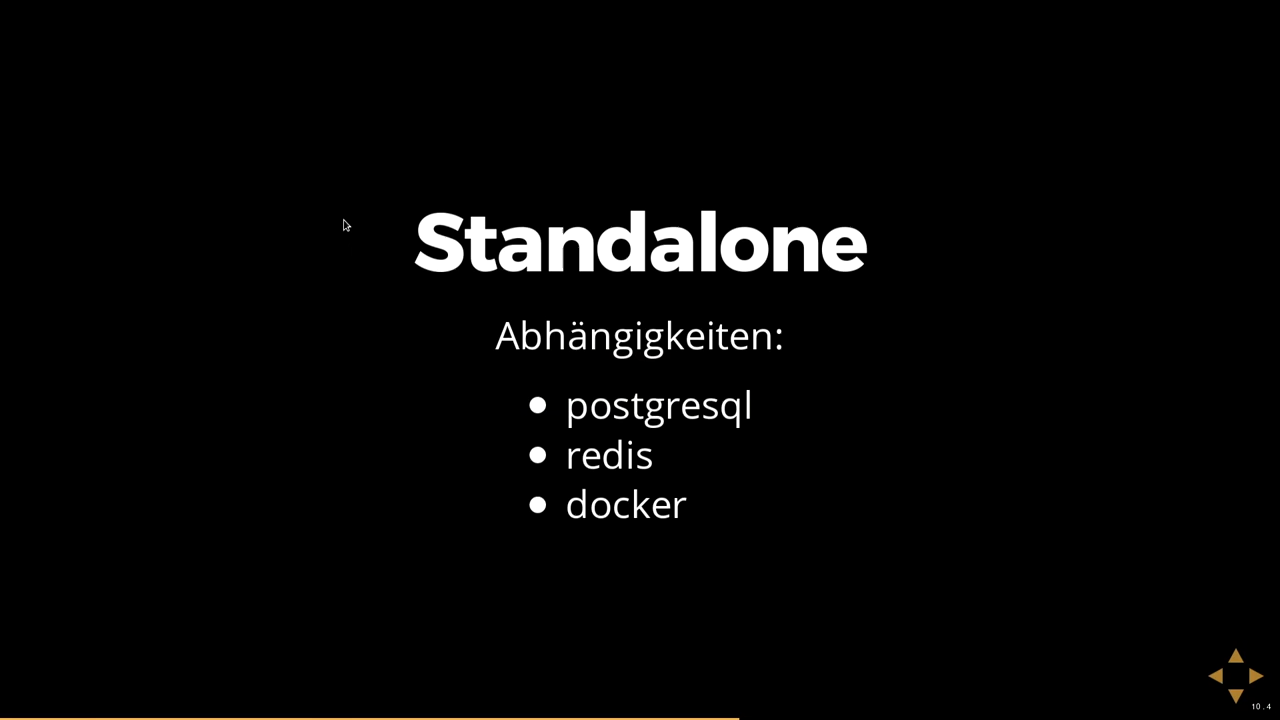 Standalone
Abhängigkeiten:
postgresql
redis
docker
10.4